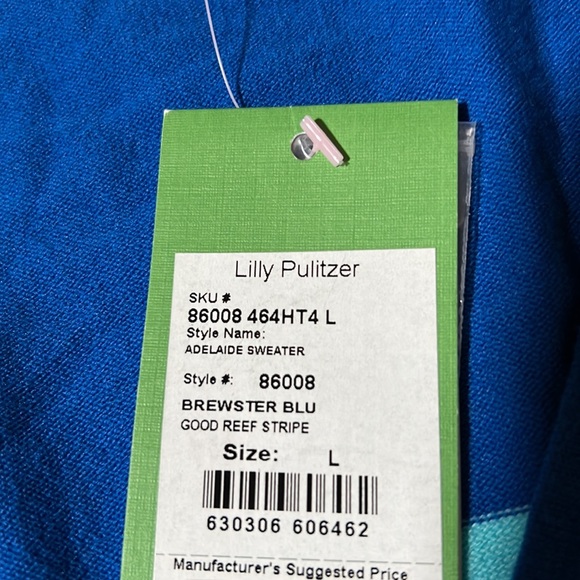 Lilly Pulitzer
SKU #
86008 464HT4 L
Style Name:
ADELAIDE SWEATER
Style #: 86008
BREWSTER BLU
GOOD REEF STRIPE
Size: L
630306 606462
Manufacturer's Suggested Price